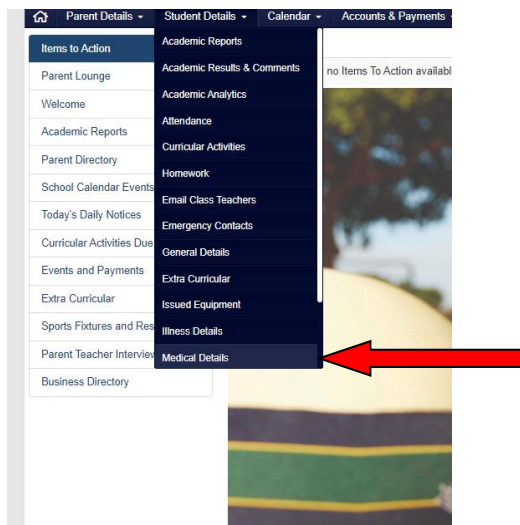 Parent Details Student Details Calendar Accounts & Payments
Items to Action
Parent Lounge
Welcome
Academic Reports
Parent Directory
School Calendar Events
Today's Daily Notices
Curricular Activities Due
Events and Payments
Extra Curricular
Sports Fixtures and Res
Parent Teacher Interview
Business Directory
Academic Reports
Academic Results & Comments
Academic Analytics
Attendance
Curricular Activities
Homework
Email Class Teachers
Emergency Contacts
General Details
Extra Curricular
Issued Equipment
Illness Details
Medical Details
no Items To Action availabl